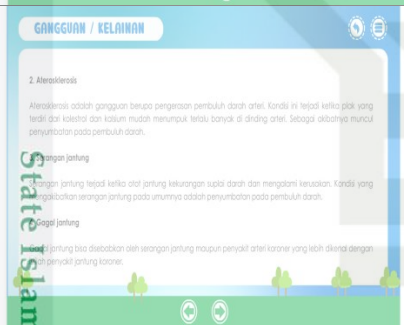 GANGGUAN / KELAINAN
2. Aterosklerosis
Aterosklerosis adalah gangguan berupa pengerasan pembuluh darah arteri. Kondisi ini terjadi ketika plak yang
terdiri dari kolestrol dan kalsium mudah menumpuk terlalu banyak di dinding arteri. Sebagai akibatnya muncul
penyumbatan pada pembuluh darah.
Serangan jantung
Serangan jantung terjadi ketika otot jantung kekurangan suplai darah dan mengalami kerusakan. Kondisi yang
mengakibatkan serangan jantung pada umumnya adalah penyumbatan pada pembuluh darah.
Gagal jantung
jantung bisa disebabkan oleh serangan jantung maupun penyakit arteri koroner yang lebih dikenal dengan
penyakit jantung koroner.
State Islam